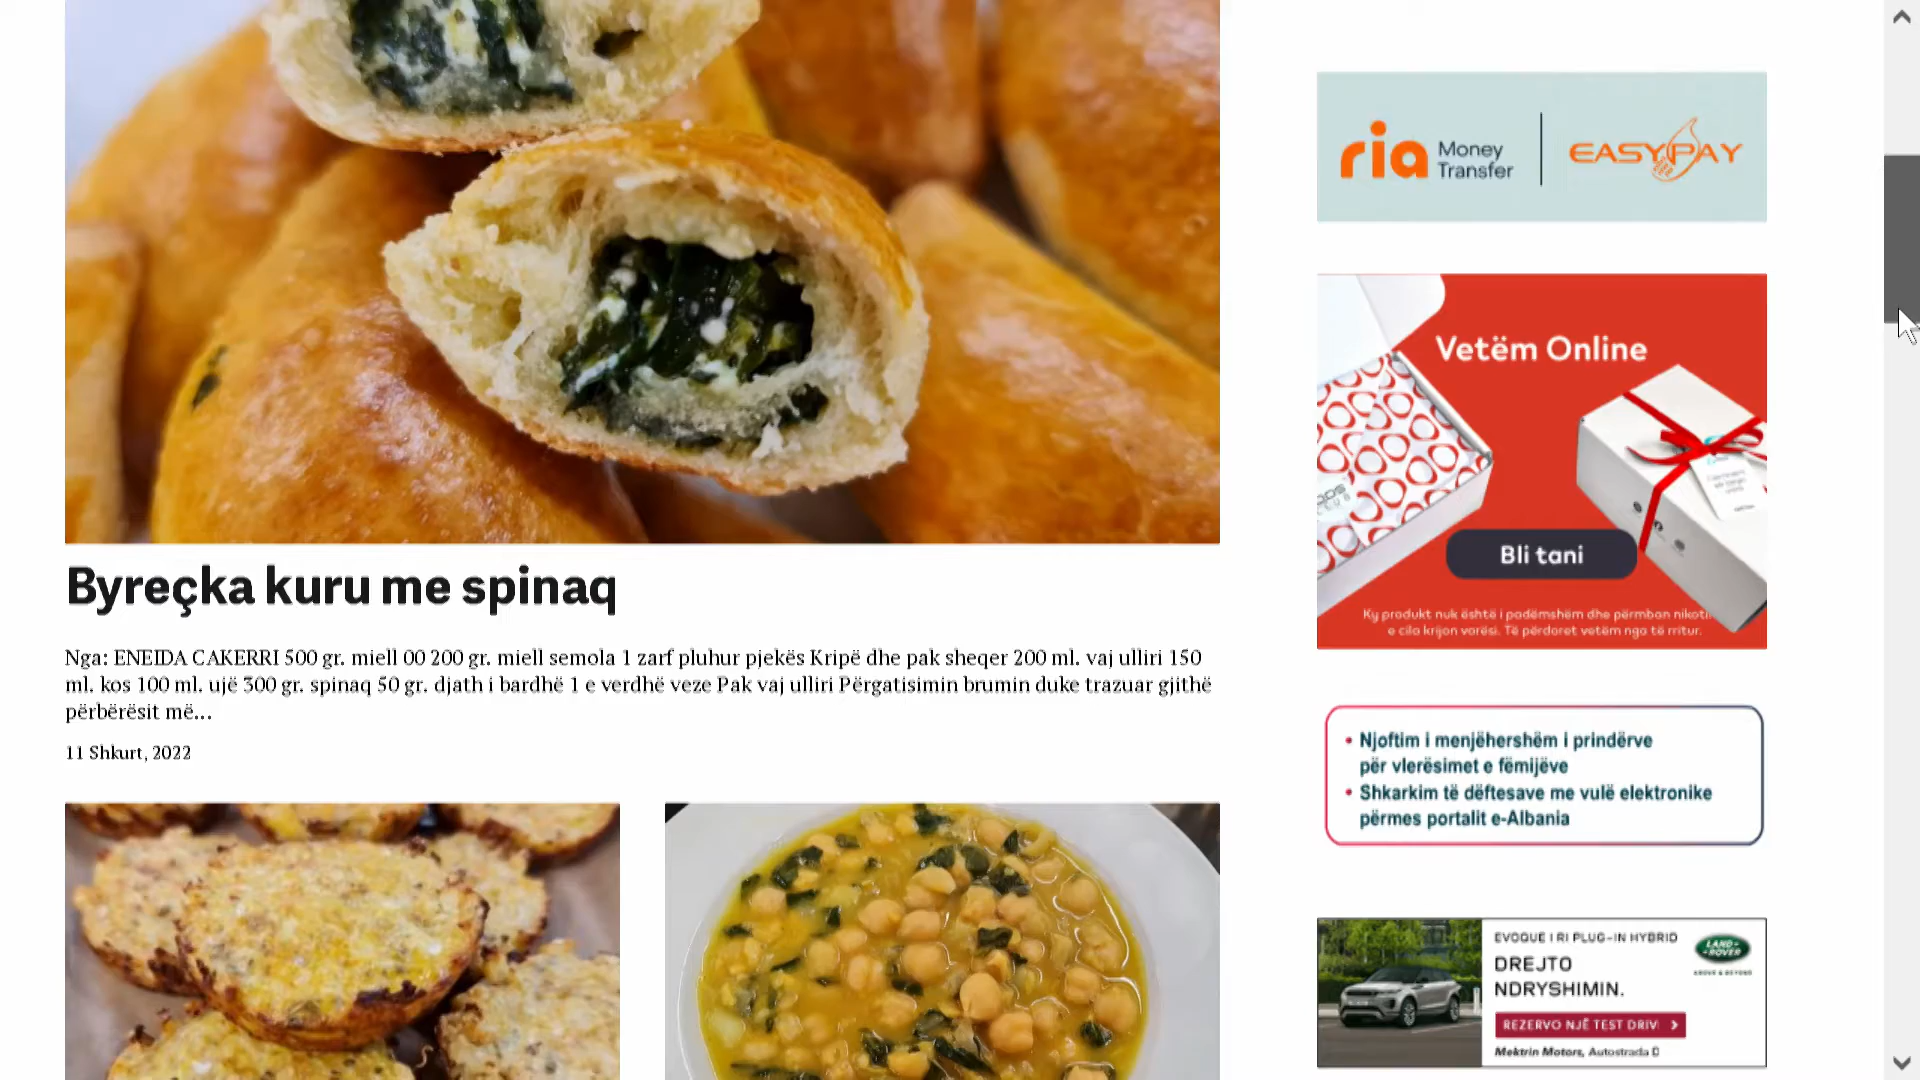 ria Money Transfer
EASYPAY
Vetëm Online
Bli tani
Ky produkt nuk është i padëmshëm dhe përmban
e cila krijon varësi. Të përdoret vetëm nga të rritur.
Byreçka kuru me spinaq
Nga: ENEIDA CAKERRI 500 gr. miell 00 200 gr. miell semola 1 zarf pluhur pjekës Kripë dhe pak sheqer 200 ml. vaj ulliri 150
ml. kos 100 ml. ujë 300 gr. spinaq 50 gr. djath i bardhë 1 e verdhë veze Pak vaj ulliri Përgatisimin brumin duke trazuar gjithë
përbërësit më...
11 Shkurt, 2022
• Njoftim i menjëhershëm i prindërve
për vlerësimet e fëmijëve
• Shkarkim të dëftesave me vulë elektronike
përmes portalit e-Albania
EVOQUE I RI PLUG-IN HYBRID
LAND-ROVER
ABOVE & BEYOND
DREJTO
NDRYSHIMIN.
REZERVO NJË TEST DRIV
Mektrin Motors, Autostrada D